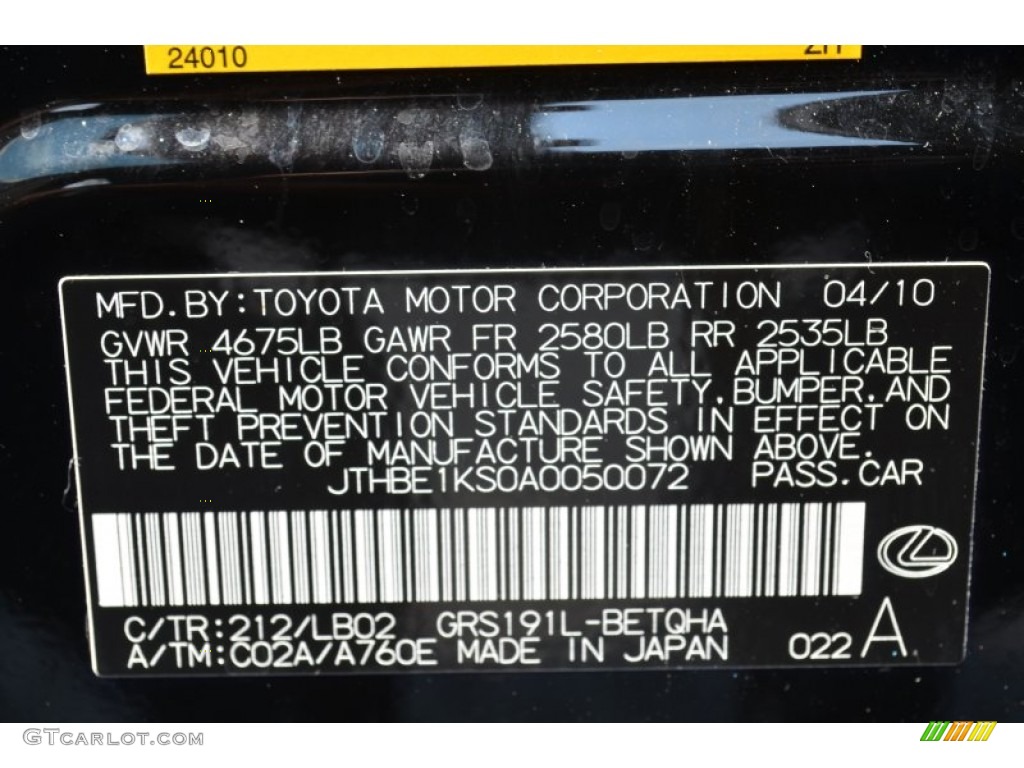 24010 ZH
MFD.BY:TOYOTA MOTOR CORPORATION 04/10
GVWR 4675LB GAWR FR 2580LB RR 2535LB
THIS VEHICLE CONFORMS TO ALL APPLICABLE
FEDERAL MOTOR VEHICLE SAFETY,BUMPER,AND
THEFT PREVENTION STANDARDS IN EFFECT ON
THE DATE OF MANUFACTURE SHOWN ABOVE.
JTHBE1KS0A0050072 PASS.CAR
C/TR:212/LB02 GRS191L-BETQHA
A/TM:C02A/A760E MADE IN JAPAN 022 A
GTCARLOT.COM